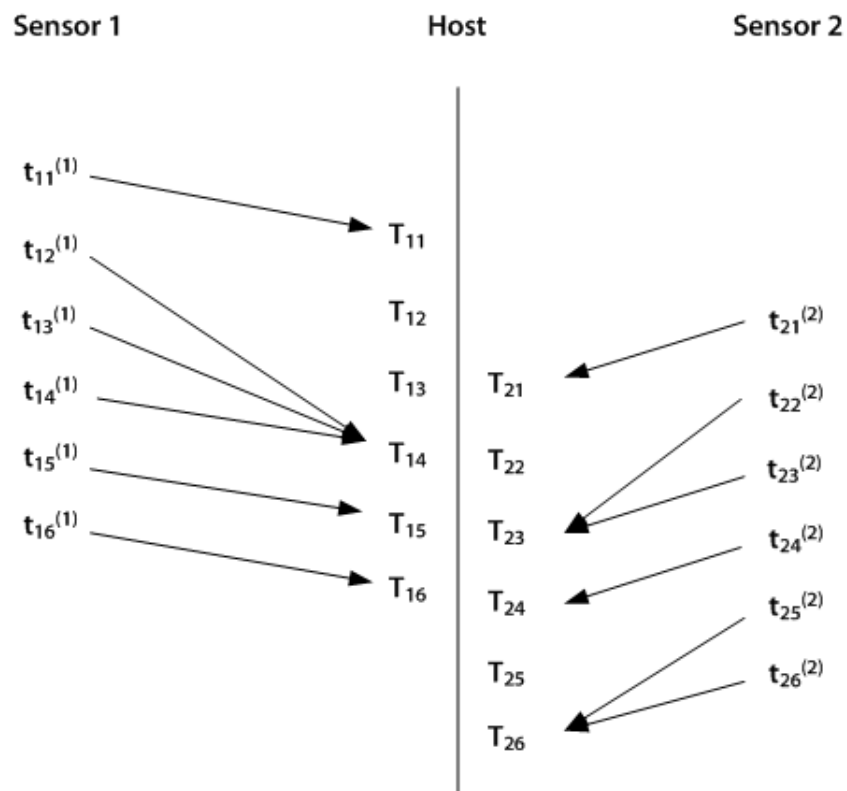 Sensor 1 Host Sensor 2
t₁₁⁽¹⁾
T₁₁
t₁₂⁽¹⁾
T₁₂
t₁₃⁽¹⁾ t₂₁⁽²⁾
T₁₃ T₂₁
t₁₄⁽¹⁾ t₂₂⁽²⁾
T₁₄ T₂₂
t₁₅⁽¹⁾ t₂₃⁽²⁾
T₁₅ T₂₃
t₁₆⁽¹⁾ t₂₄⁽²⁾
T₁₆ T₂₄
t₂₅⁽²⁾
T₂₅ t₂₆⁽²⁾
T₂₆